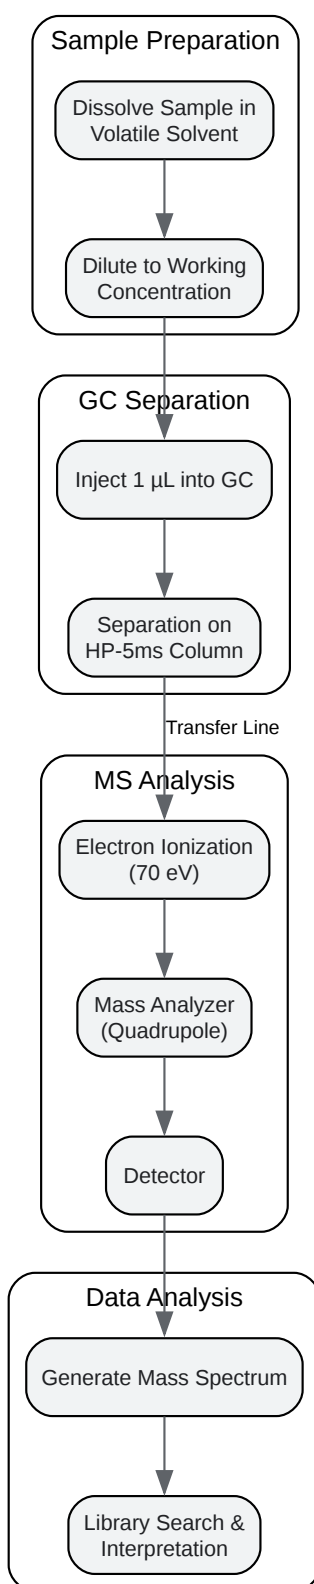 Sample Preparation
Dissolve Sample in
Volatile Solvent
Dilute to Working
Concentration
GC Separation
Inject 1 µL into GC
Separation on
HP-5ms Column
Transfer Line
MS Analysis
Electron Ionization
(70 eV)
Mass Analyzer
(Quadrupole)
Detector
Data Analysis
Generate Mass Spectrum
Library Search &
Interpretation